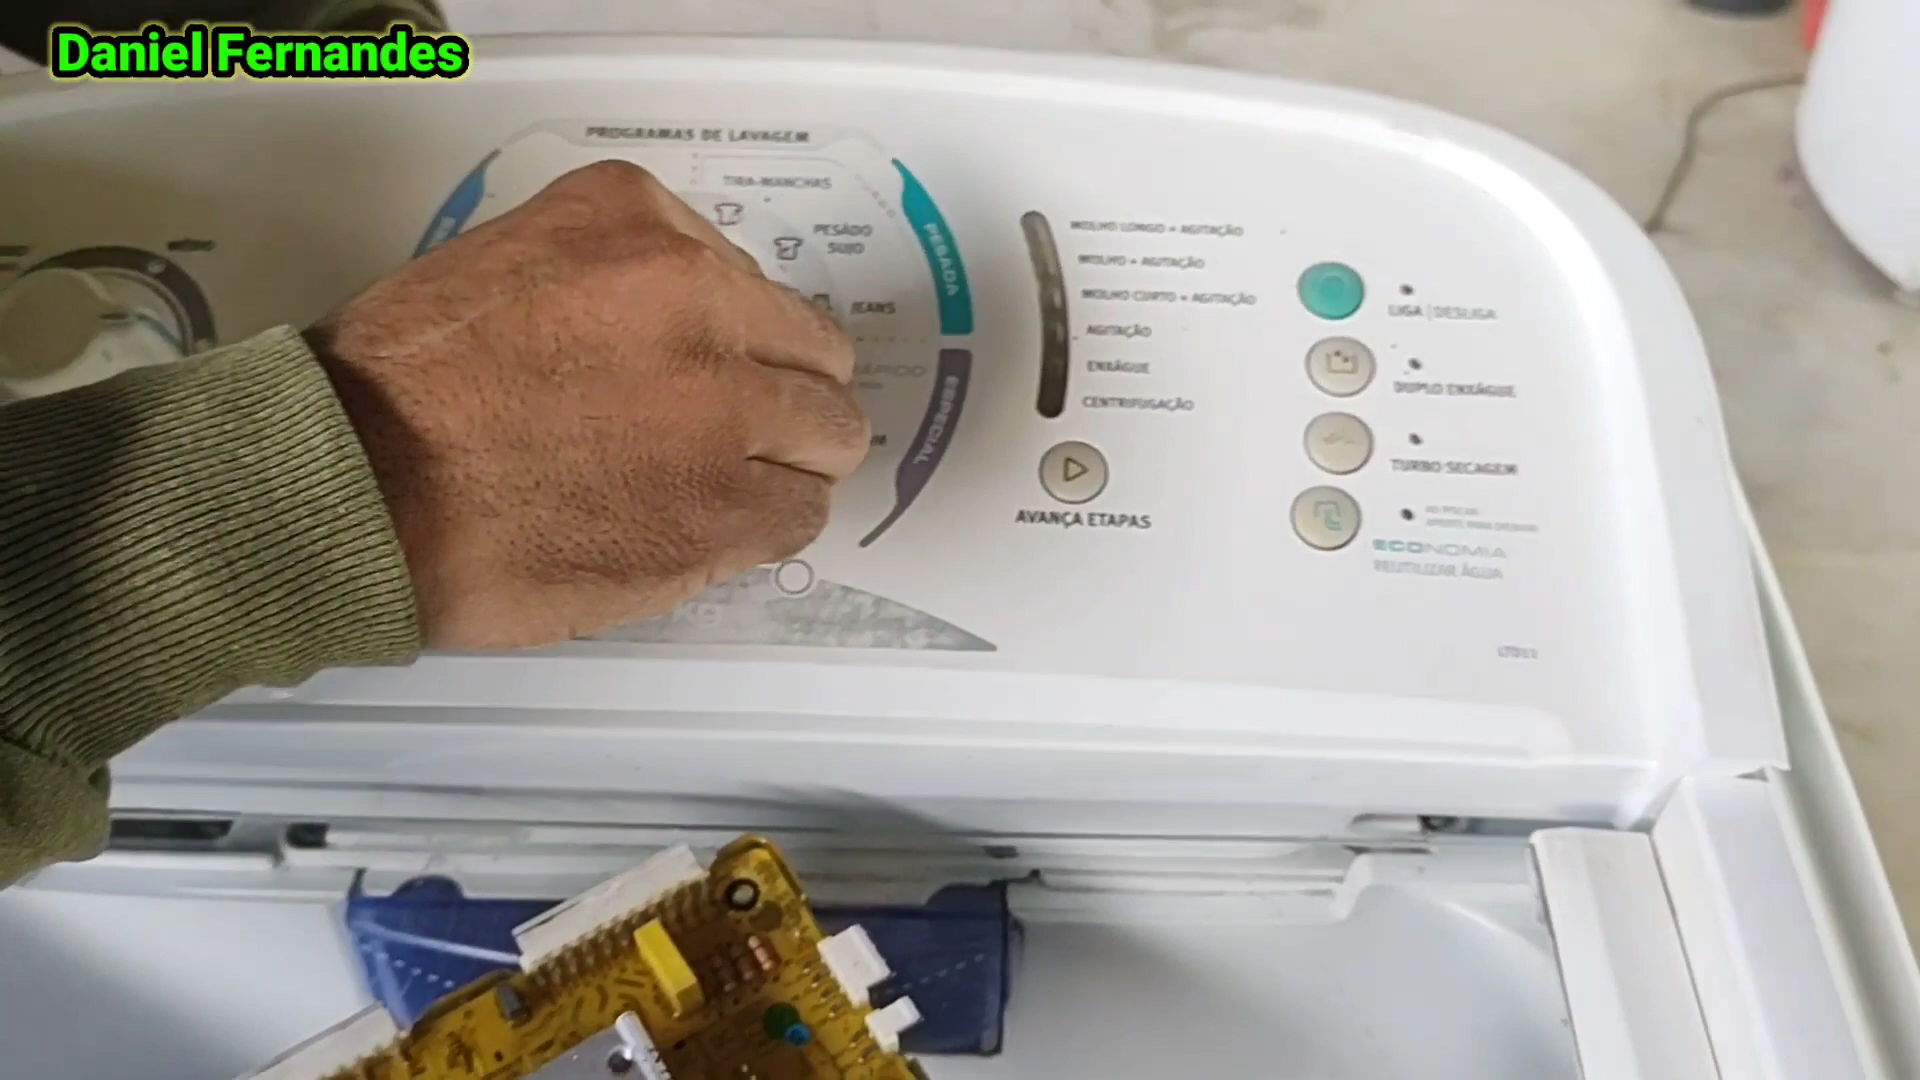 Daniel Fernandes
PROGRAMAS DE LAVAGEM
TIRA-MANCHAS
PESADO
SUJO
JEANS
PESADA
ESPECIAL
MOLHO LONGO + AGITAÇÃO
MOLHO + AGITAÇÃO
MOLHO CURTO + AGITAÇÃO
AGITAÇÃO
ENXÁGUE
CENTRIFUGAÇÃO
AVANÇA ETAPAS
LIGA | DESLIGA
DUPLO ENXÁGUE
TURBO SECAGEM
ECONOMIA
REUTILIZAR ÁGUA